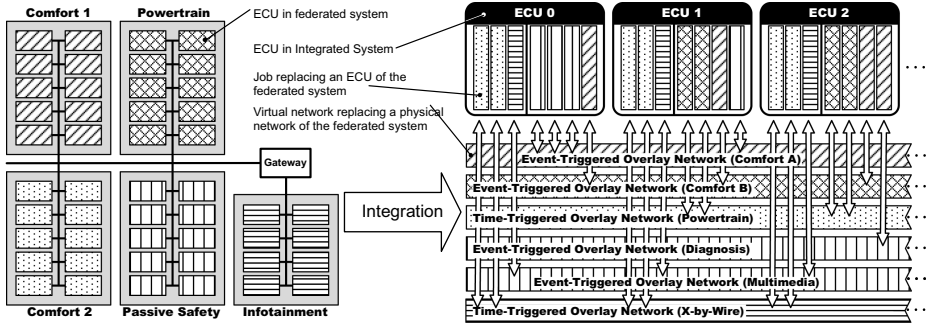 Comfort 1
Powertrain
ECU in federated system
ECU in Integrated System
Job replacing an ECU of the
federated system
Virtual network replacing a physical
network of the federated system
Gateway
Comfort 2
Passive Safety
Infotainment
Integration
ECU 0
ECU 1
ECU 2
...
Event-Triggered Overlay Network (Comfort A)
...
Event-Triggered Overlay Network (Comfort B)
...
Time-Triggered Overlay Network (Powertrain)
...
Event-Triggered Overlay Network (Diagnosis)
...
Event-Triggered Overlay Network (Multimedia)
...
Time-Triggered Overlay Network (X-by-Wire)
...